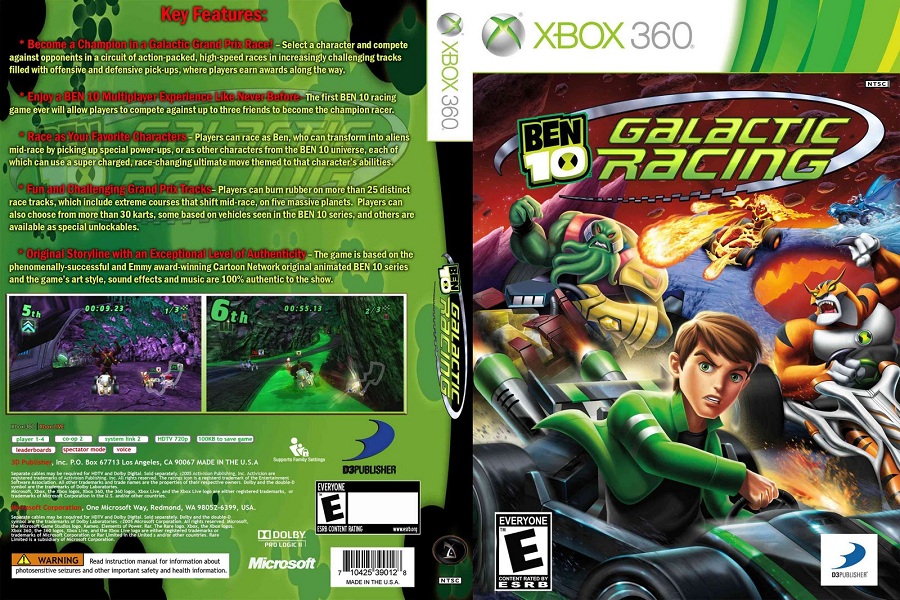 Key Features:
* Become a Champion in a Galactic Grand Prix Race! – Select a character and compete
against opponents in a circuit of action-packed, high-speed races in increasingly challenging tracks
filled with offensive and defensive pick-ups, where players earn awards along the way.
* Enjoy a BEN 10 Multiplayer Experience Like Never Before- The first BEN 10 racing
game ever will allow players to compete against up to three friends to become the champion racer.
* Race as Your Favorite Characters – Players can race as Ben, who can transform into aliens
mid-race by picking up special power-ups, or as other characters from the BEN 10 universe, each of
which can use a super charged, race-changing ultimate move themed to that character's abilities.
* Fun and Challenging Grand Prix Tracks– Players can burn rubber on more than 25 distinct
race tracks, which include extreme courses that shift mid-race, on five massive planets. Players can
also choose from more than 30 karts, some based on vehicles seen in the BEN 10 series, and others are
available as special unlockables.
* Original Storyline with an Exceptional Level of Authenticity – The game is based on the
phenomenally-successful and Emmy award-winning Cartoon Network original animated BEN 10 series
and the game's art style, sound effects and music are 100% authentic to the show.
5th
00:09.23
1/3
6th
00:55.13
2/3
player 1-4
co-op 2
system link 2
HDTV 720p
100KB to save game
leaderboards
spectator mode
voice
Supports Family Settings
D3PUBLISHER
3D Publisher, Inc. P.O. Box 67713 Los Angeles, CA 90067 MADE IN THE U.S.A
Microsoft Corporation, One Microsoft Way, Redmond, WA 98052-6399, USA.
WARNING
Read instruction manual for information about
photosensitive seizures and other important safety and health information.
EVERYONE
E
ESRB CONTENT RATING
www.esrb.org
DOLBY
PRO LOGIC II
Microsoft
7 10425 39012 8
MADE IN THE U.S.A.
XBOX 360
BEN
10
GALACTIC
RACING
NTSC
XBOX 360
NTSC
BEN
10
GALACTIC
RACING
EVERYONE
E
CONTENT RATED BY
ESRB
D3PUBLISHER